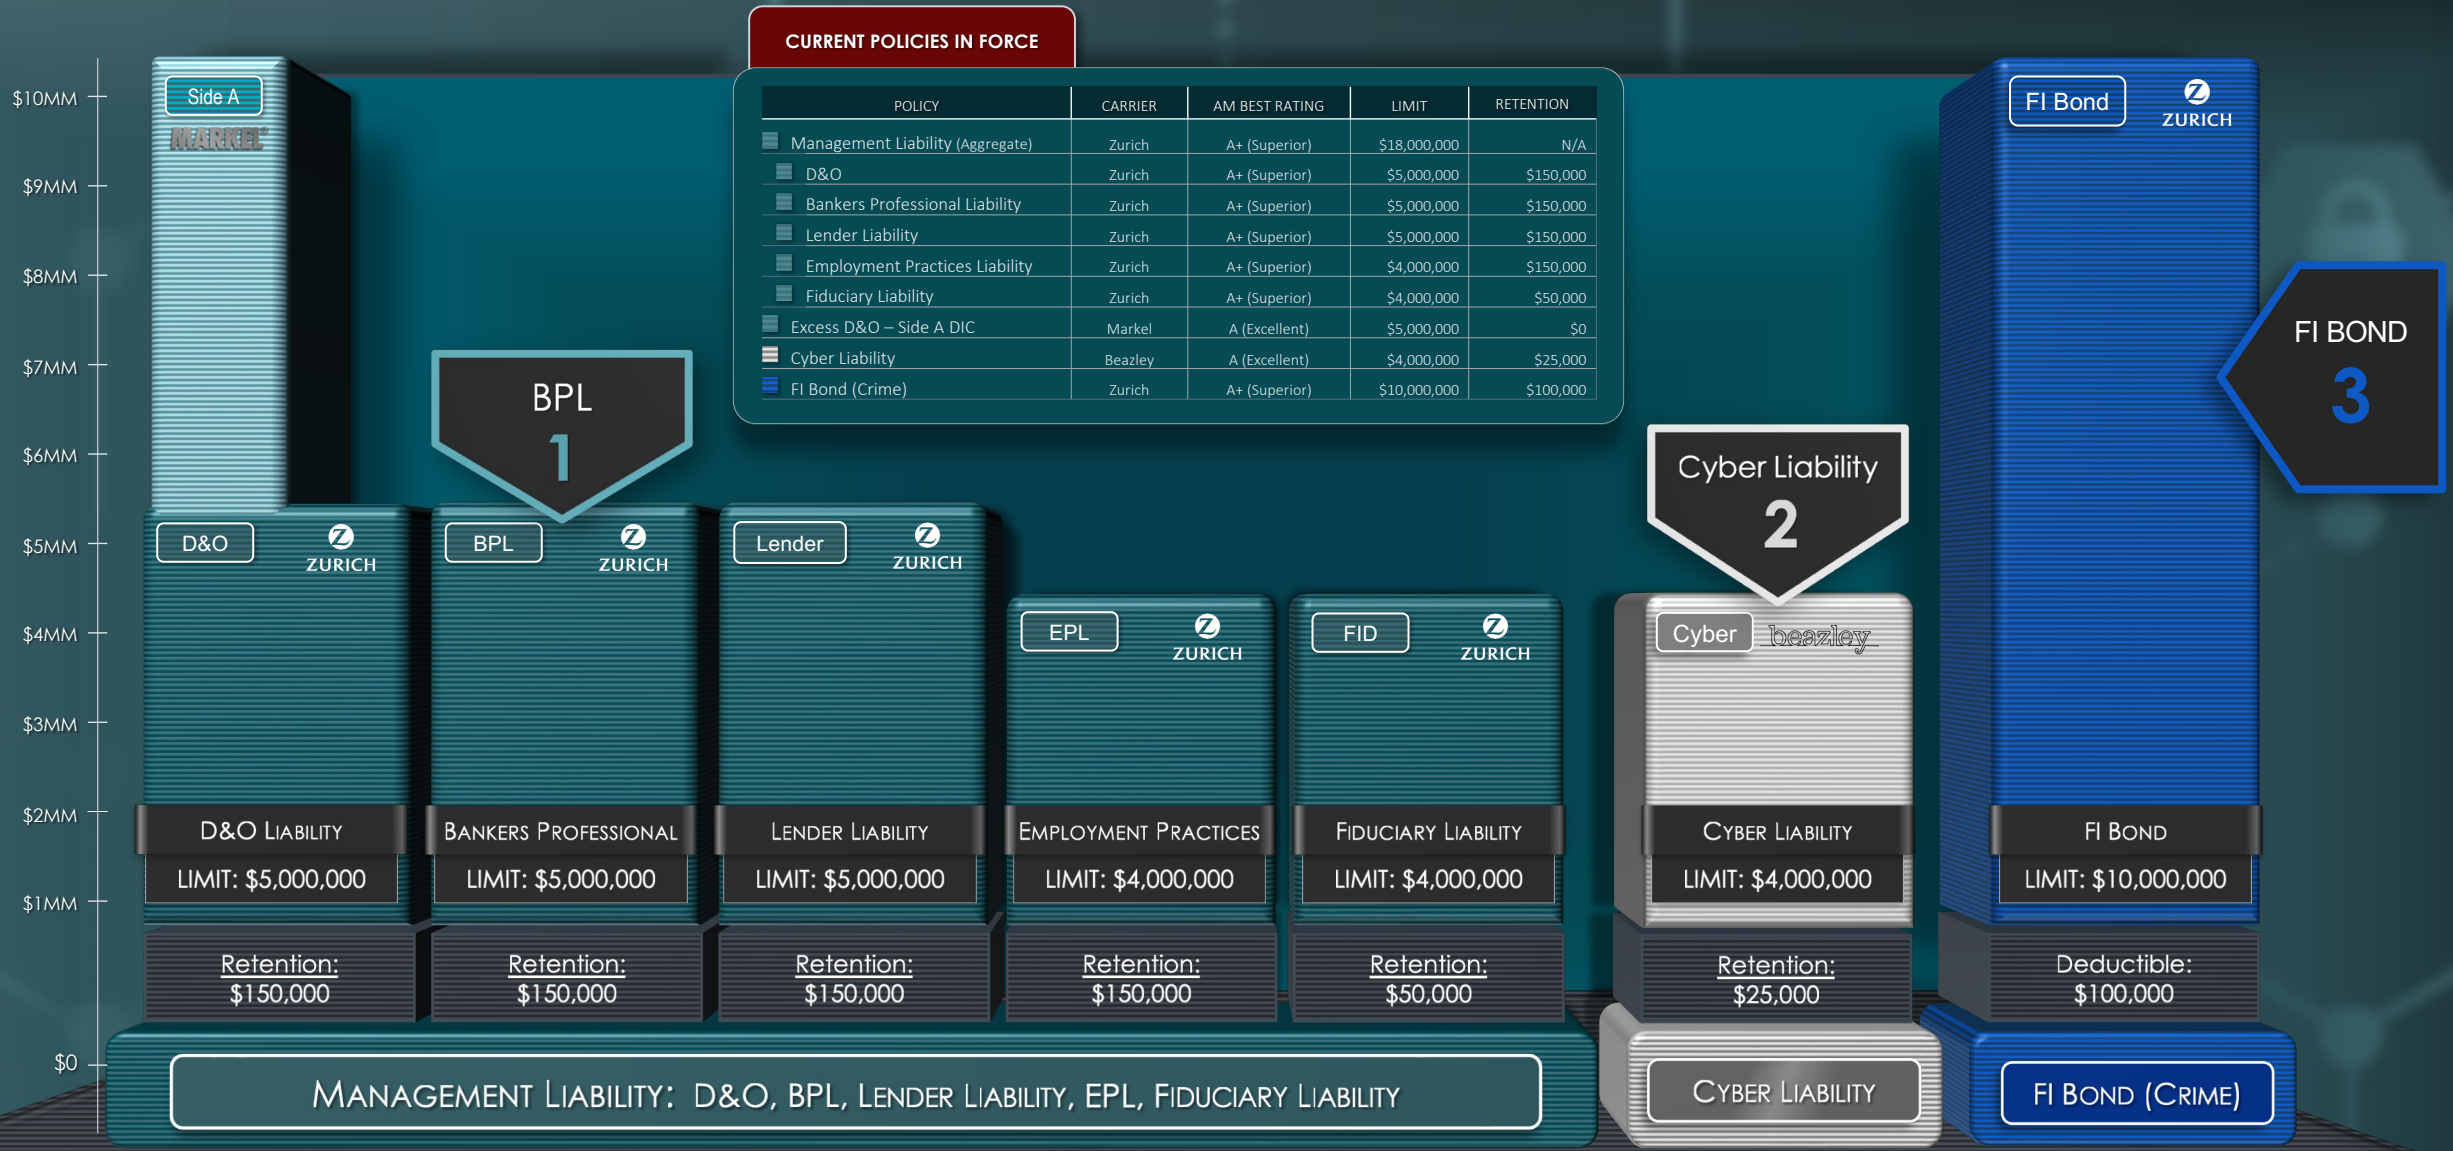 CURRENT POLICIES IN FORCE
POLICY CARRIER AM BEST RATING LIMIT RETENTION
Management Liability (Aggregate) Zurich A+ (Superior) $18,000,000 N/A
D&O Zurich A+ (Superior) $5,000,000 $150,000
Bankers Professional Liability Zurich A+ (Superior) $5,000,000 $150,000
Lender Liability Zurich A+ (Superior) $5,000,000 $150,000
Employment Practices Liability Zurich A+ (Superior) $4,000,000 $150,000
Fiduciary Liability Zurich A+ (Superior) $4,000,000 $50,000
Excess D&O – Side A DIC Markel A (Excellent) $5,000,000 $0
Cyber Liability Beazley A (Excellent) $4,000,000 $25,000
FI Bond (Crime) Zurich A+ (Superior) $10,000,000 $100,000
$10MM
$9MM
$8MM
$7MM
$6MM
$5MM
$4MM
$3MM
$2MM
$1MM
$0
Side A
MARKEL®
BPL
1
Cyber Liability
2
FI BOND
3
D&O
Z
ZURICH
BPL
Z
ZURICH
Lender
Z
ZURICH
EPL
Z
ZURICH
FID
Z
ZURICH
Cyber beazley
FI Bond
Z
ZURICH
D&O LIABILITY
LIMIT: $5,000,000
Retention:
$150,000
BANKERS PROFESSIONAL
LIMIT: $5,000,000
Retention:
$150,000
LENDER LIABILITY
LIMIT: $5,000,000
Retention:
$150,000
EMPLOYMENT PRACTICES
LIMIT: $4,000,000
Retention:
$150,000
FIDUCIARY LIABILITY
LIMIT: $4,000,000
Retention:
$50,000
CYBER LIABILITY
LIMIT: $4,000,000
Retention:
$25,000
FI BOND
LIMIT: $10,000,000
Deductible:
$100,000
MANAGEMENT LIABILITY: D&O, BPL, LENDER LIABILITY, EPL, FIDUCIARY LIABILITY
CYBER LIABILITY
FI BOND (CRIME)